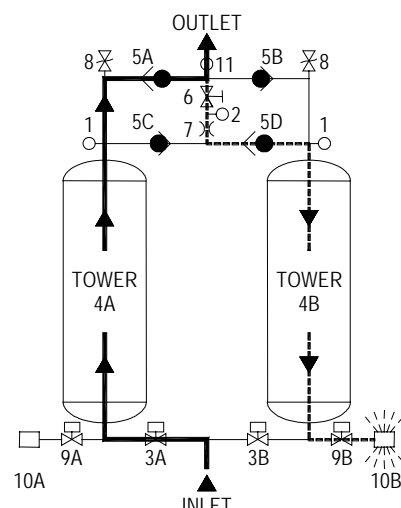 OUTLET
5A
11
5B
8
8
6
2
1
5C
7
5D
1
TOWER
4A
TOWER
4B
9A
3A
3B
9B
10A
10B
INLET